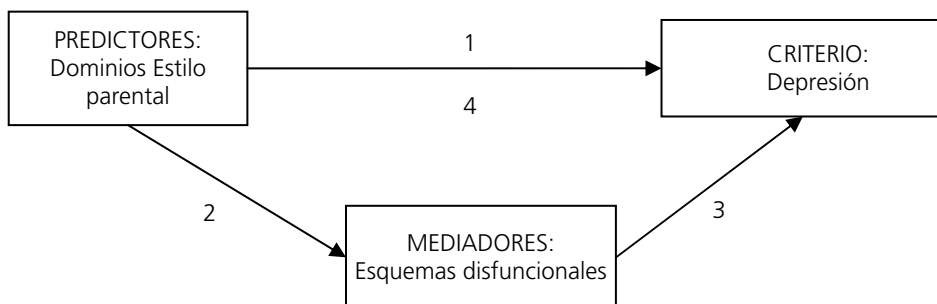 PREDICTORES:
Dominios Estilo
parental
1
4
CRITERIO:
Depresión
2
3
MEDIADORES:
Esquemas disfuncionales